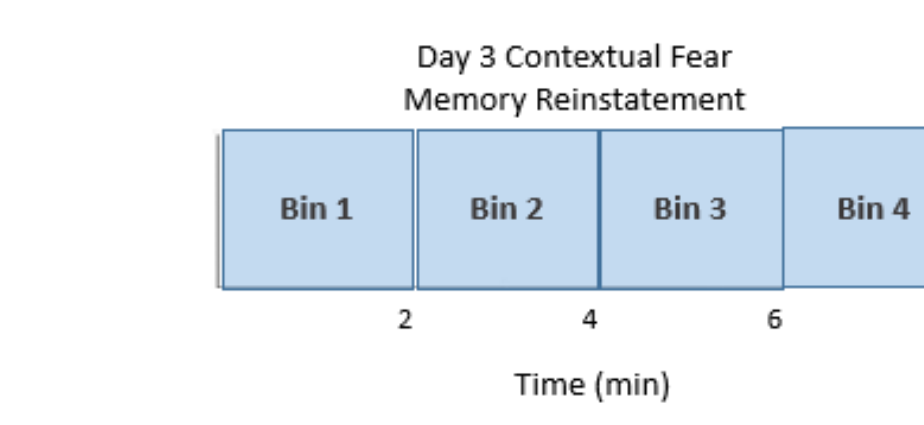 Day 3 Contextual Fear
Memory Reinstatement
Bin 1 Bin 2 Bin 3 Bin 4
2 4 6
Time (min)